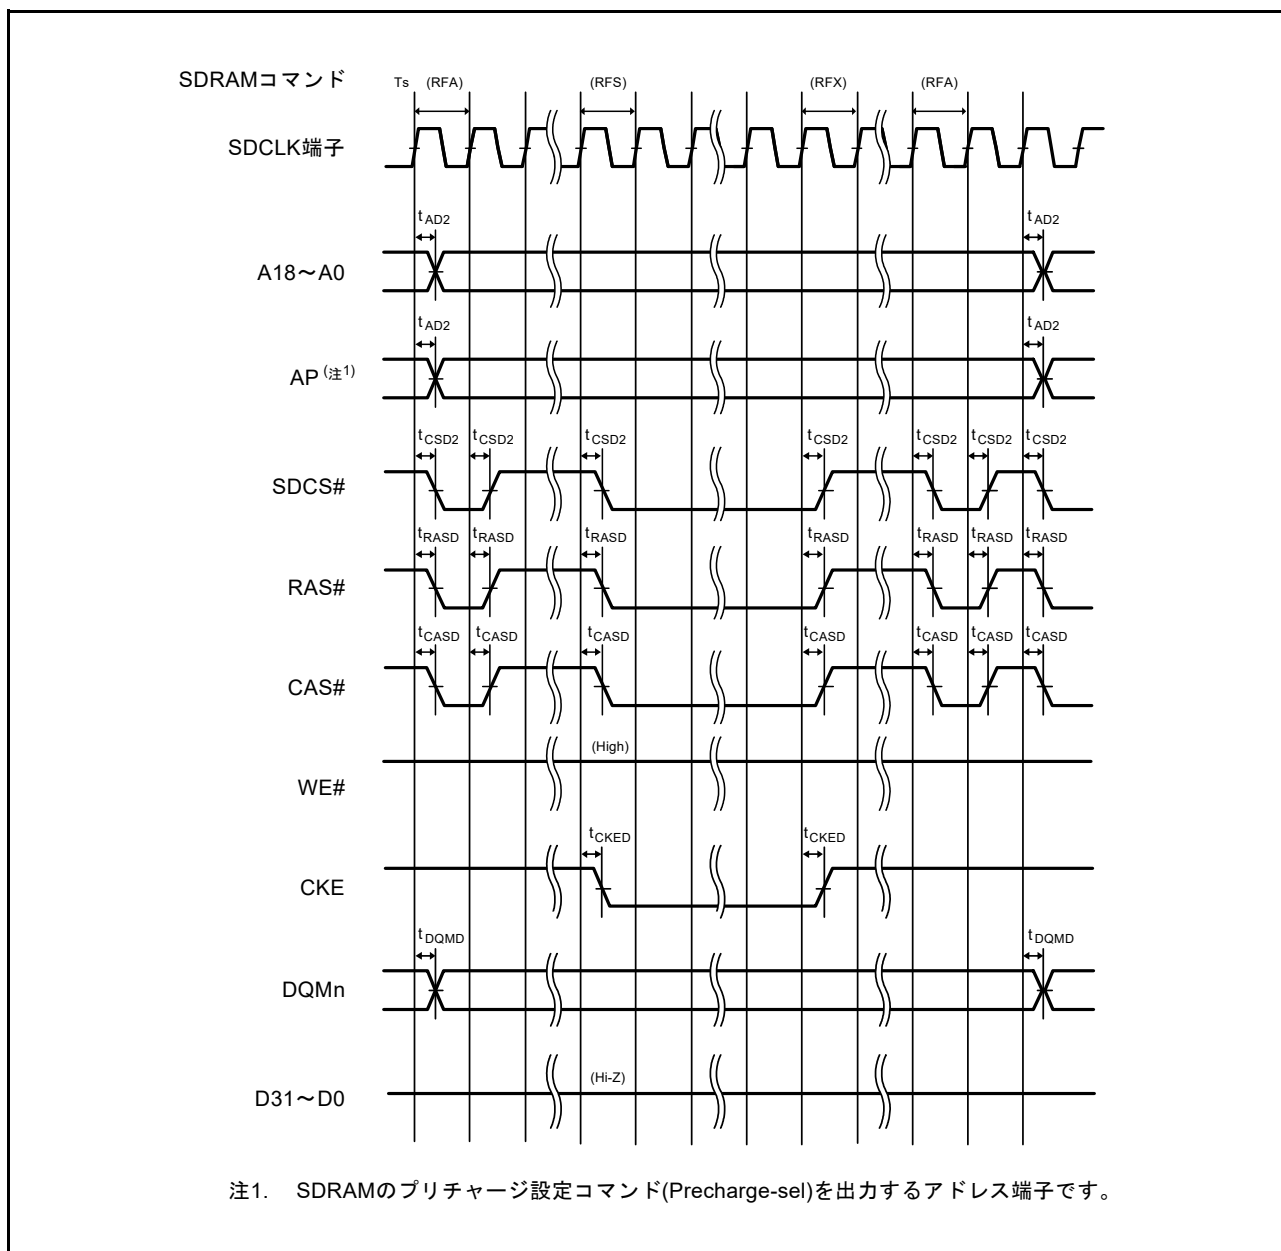 SDRAMコマンド Ts (RFA) (RFS) (RFX) (RFA)
SDCLK端子
tAD2 tAD2
A18～A0
tAD2 tAD2
AP(注1)
tCSD2 tCSD2 tCSD2 tCSD2 tCSD2 tCSD2 tCSD2
SDCS#
tRASD tRASD tRASD tRASD tRASD tRASD tRASD
RAS#
tCASD tCASD tCASD tCASD tCASD tCASD tCASD
CAS#
(High)
WE#
tCKED tCKED
CKE
tDQMD tDQMD
DQMn
(Hi-Z)
D31～D0
注1. SDRAMのプリチャージ設定コマンド(Precharge-sel)を出力するアドレス端子です。